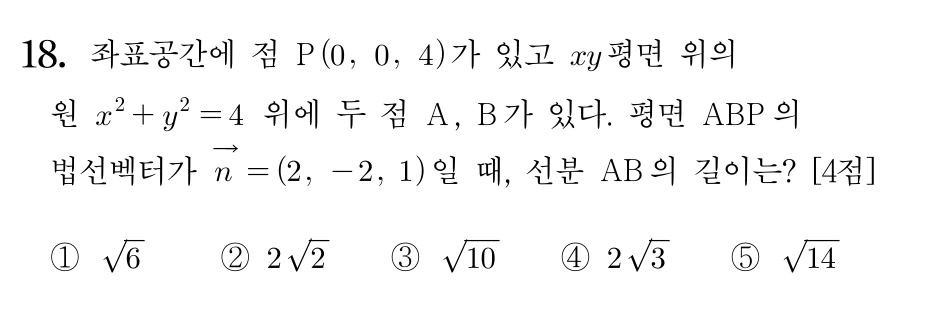 18. 좌표공간에 점 P(0, 0, 4)가 있고 xy평면 위의
원 x²+y²=4 위에 두 점 A, B가 있다. 평면 ABP의
법선벡터가 n⃗ =(2, −2, 1)일 때, 선분 AB의 길이는? [4점]
① √6 ② 2√2 ③ √10 ④ 2√3 ⑤ √14